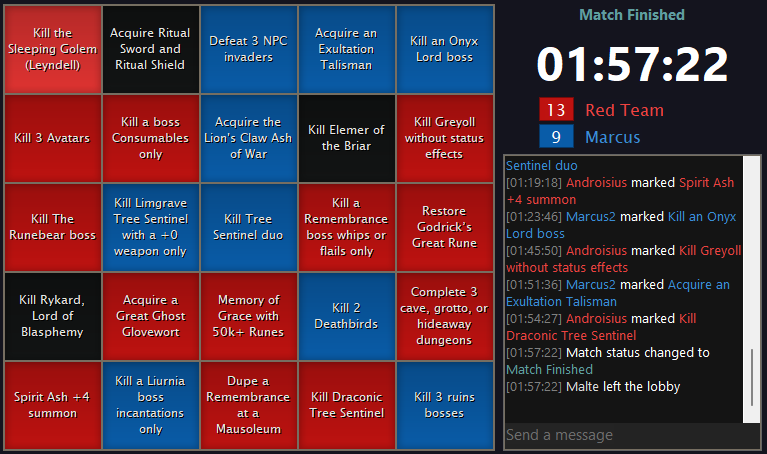 Kill the
Sleeping Golem
(Leyndell)
Acquire Ritual
Sword and
Ritual Shield
Defeat 3 NPC
invaders
Acquire an
Exultation
Talisman
Kill an Onyx
Lord boss
Kill 3 Avatars
Kill a boss
Consumables
only
Acquire the
Lion's Claw Ash
of War
Kill Elemer of
the Briar
Kill Greyoll
without status
effects
Kill The
Runebear boss
Kill Limgrave
Tree Sentinel
with a +0
weapon only
Kill Tree
Sentinel duo
Kill a
Remembrance
boss whips or
flails only
Restore
Godrick's
Great Rune
Kill Rykard,
Lord of
Blasphemy
Acquire a
Great Ghost
Glovewort
Memory of
Grace with
50k+ Runes
Kill 2
Deathbirds
Complete 3
cave, grotto, or
hideaway
dungeons
Spirit Ash +4
summon
Kill a Liurnia
boss
incantations
only
Dupe a
Remembrance
at a
Mausoleum
Kill Draconic
Tree Sentinel
Kill 3 ruins
bosses
Match Finished
01:57:22
13 Red Team
9 Marcus
Sentinel duo
[01:19:18] Androisius marked Spirit Ash
+4 summon
[01:23:46] Marcus2 marked Kill an Onyx
Lord boss
[01:45:50] Androisius marked Kill Greyoll
without status effects
[01:51:36] Marcus2 marked Acquire an
Exultation Talisman
[01:54:27] Androisius marked Kill
Draconic Tree Sentinel
[01:57:22] Match status changed to
Match Finished
[01:57:22] Malte left the lobby
Send a message